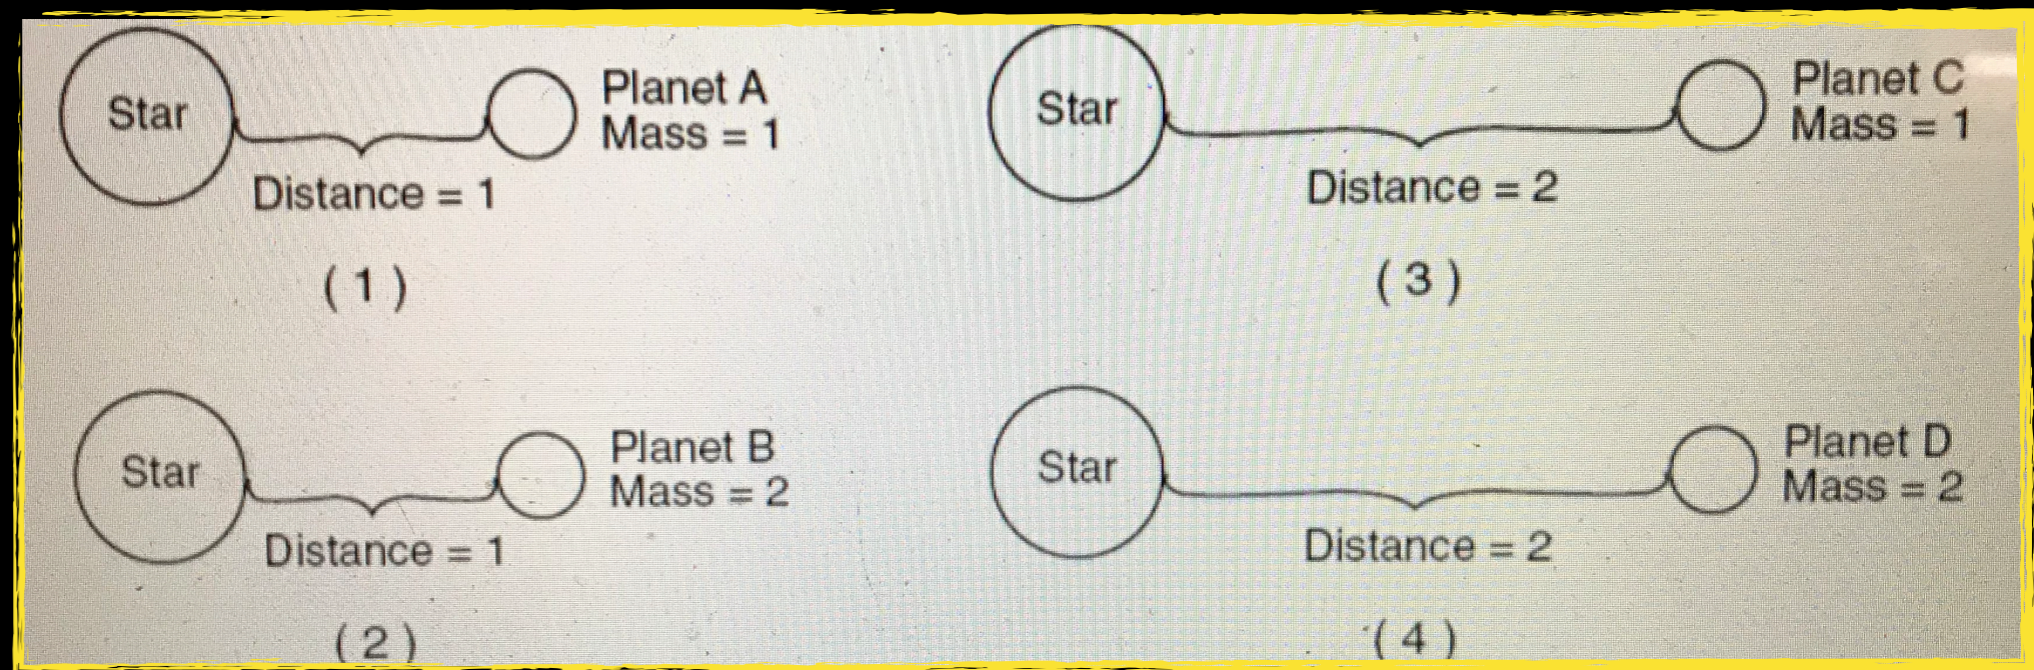 Star
Planet A
Mass = 1
Distance = 1
( 1 )
Star
Planet C
Mass = 1
Distance = 2
( 3 )
Star
Planet B
Mass = 2
Distance = 1
( 2 )
Star
Planet D
Mass = 2
Distance = 2
( 4 )